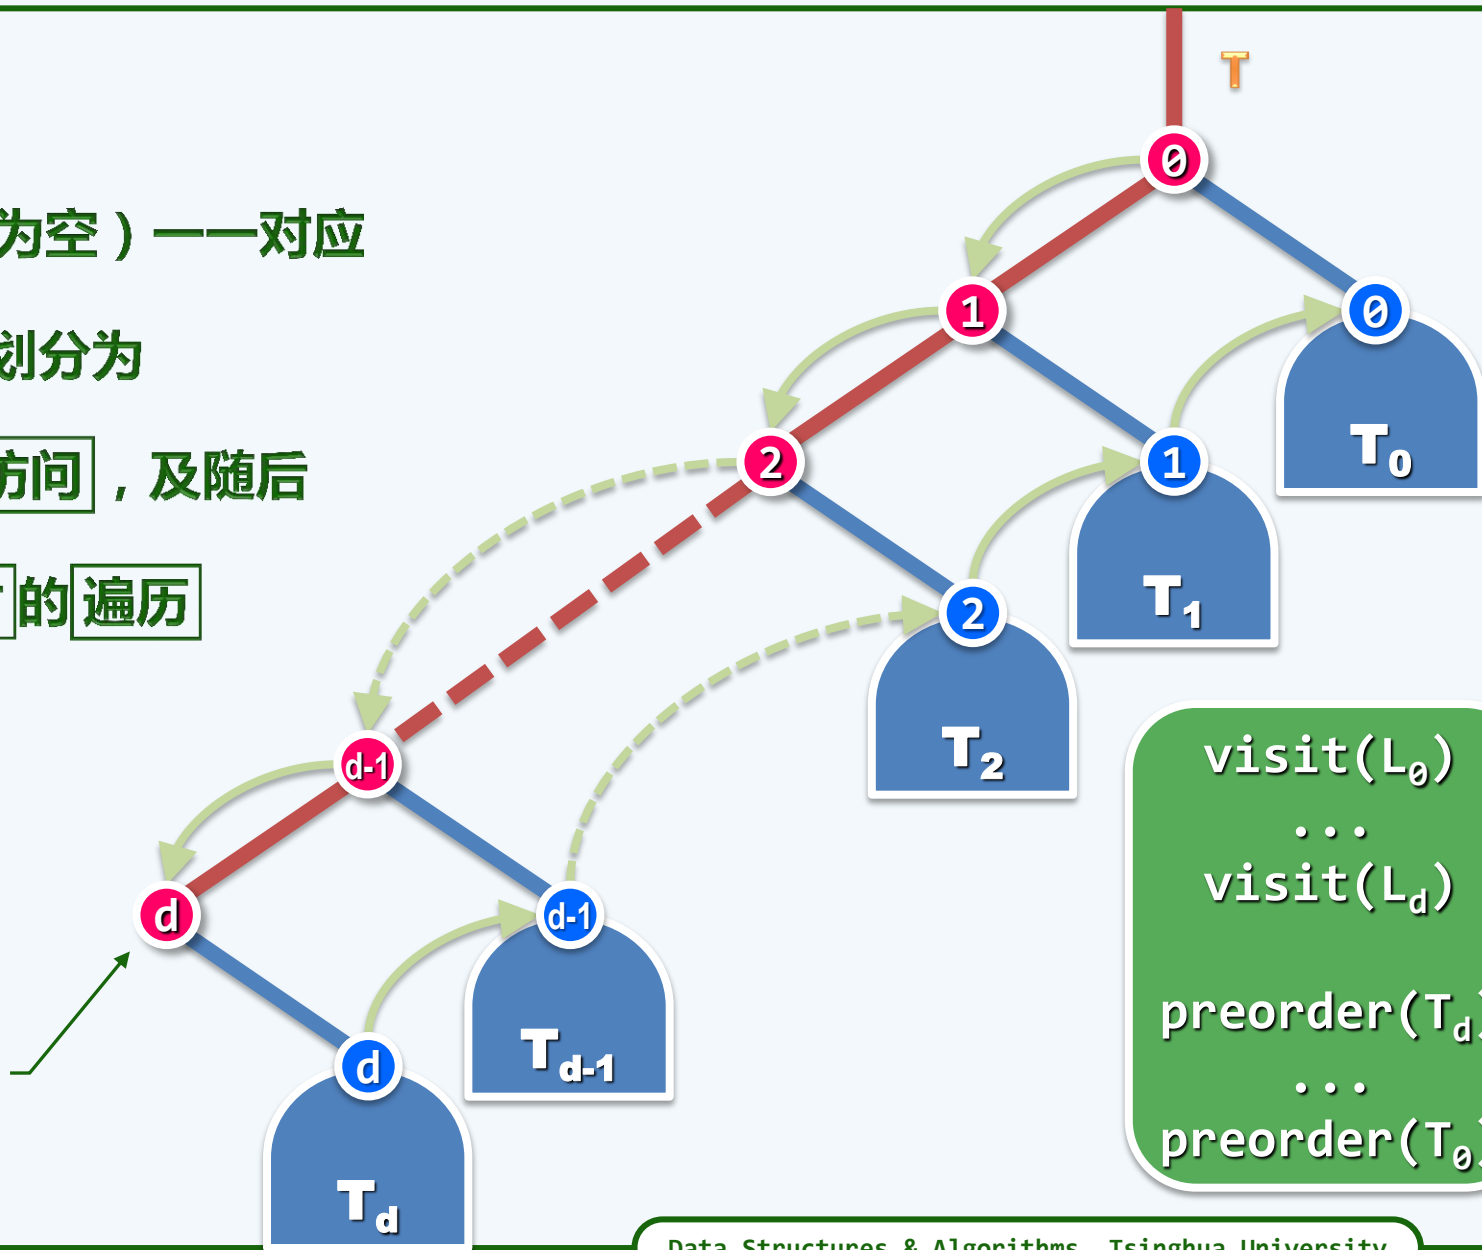 T
0
为空）一一对应
1
0
划分为
T0
2
1
访问，及随后
T1
2
的遍历
T2
d-1
visit(L0)
...
visit(Ld)
d
d-1
preorder(Td)
Td-1
d
...
preorder(T0)
Td
Data Structures & Algorithms, Tsinghua University